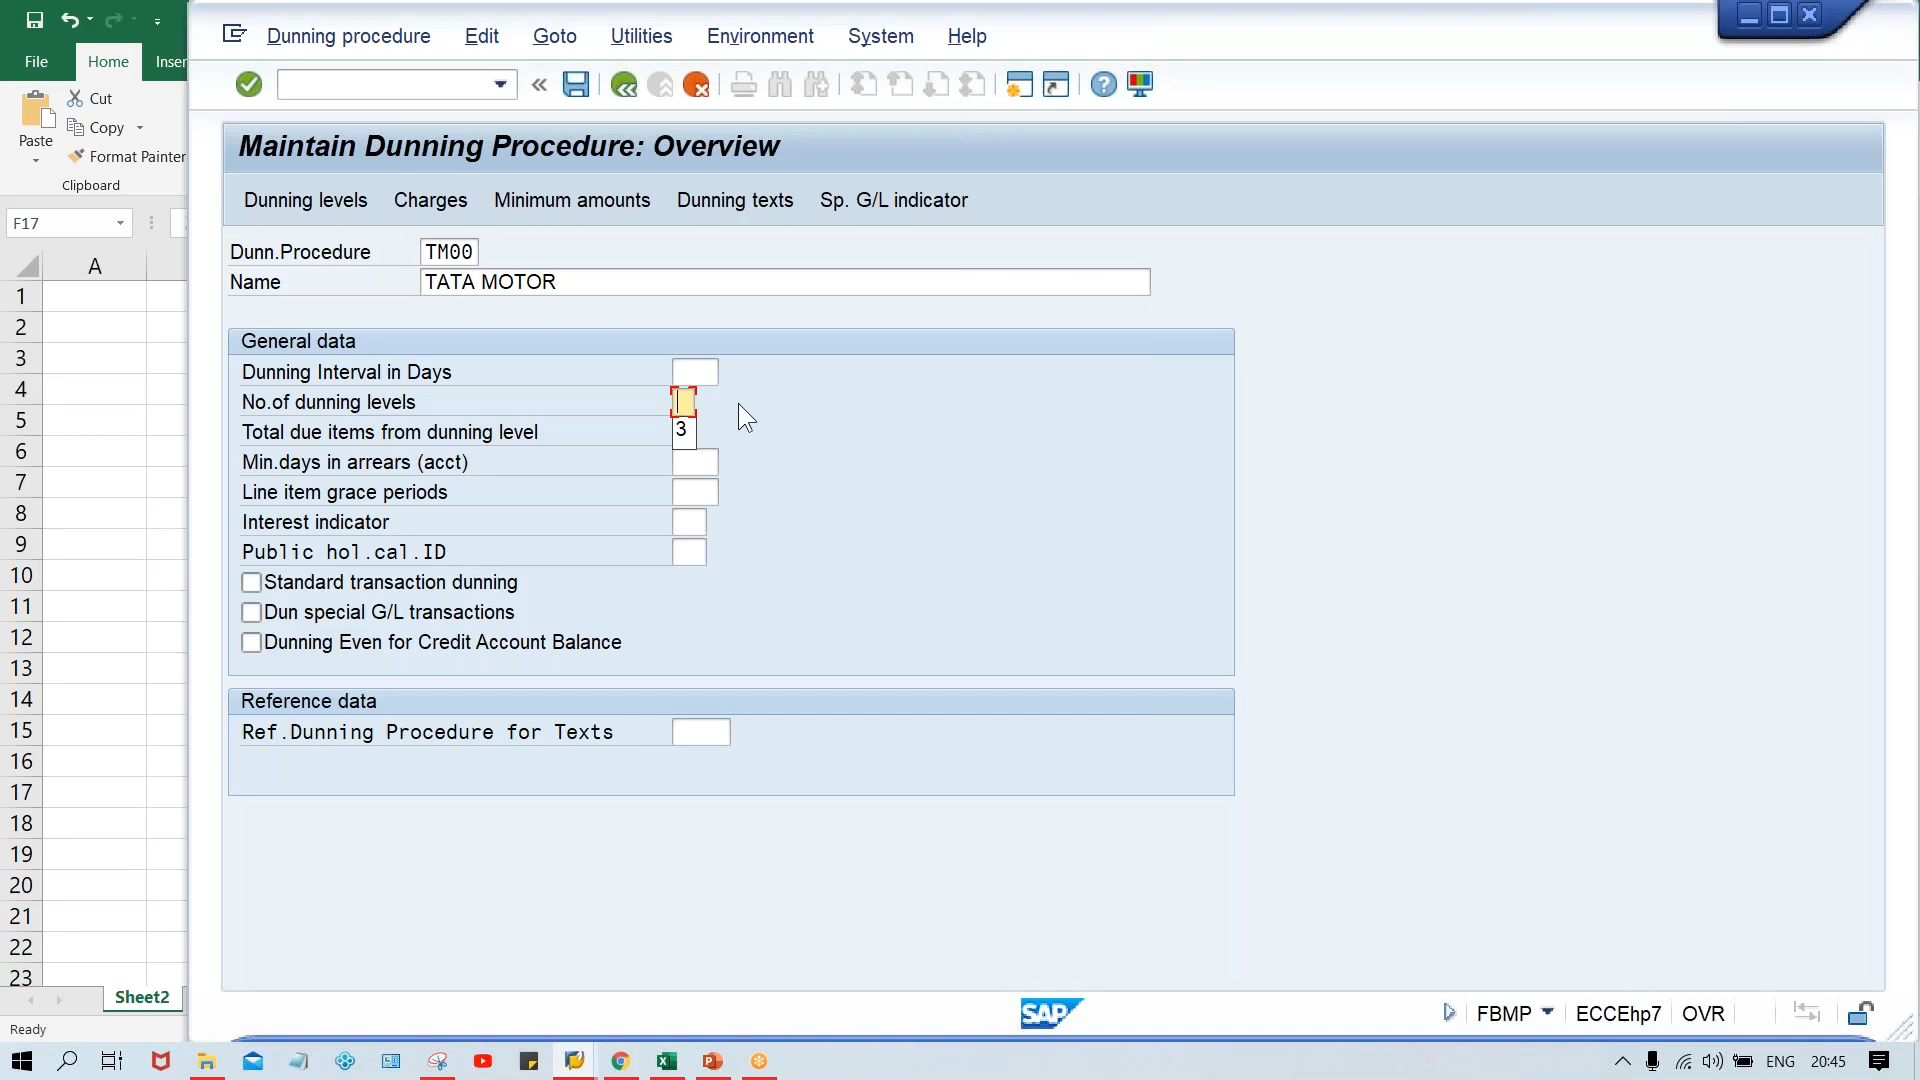 Dunning procedure Edit Goto Utilities Environment System Help
File Home Inser
Cut
Copy
Paste
Format Painter
Clipboard
Maintain Dunning Procedure: Overview
Dunning levels Charges Minimum amounts Dunning texts Sp. G/L indicator
F17
A
Dunn.Procedure TM00
Name TATA MOTOR
General data
Dunning Interval in Days
No.of dunning levels
Total due items from dunning level 3
Min.days in arrears (acct)
Line item grace periods
Interest indicator
Public hol.cal.ID
Standard transaction dunning
Dun special G/L transactions
Dunning Even for Credit Account Balance
Reference data
Ref.Dunning Procedure for Texts
1
2
3
4
5
6
7
8
9
10
11
12
13
14
15
16
17
18
19
20
21
22
23
Sheet2
Ready
SAP
FBMP ECCEhp7 OVR
ENG 20:45